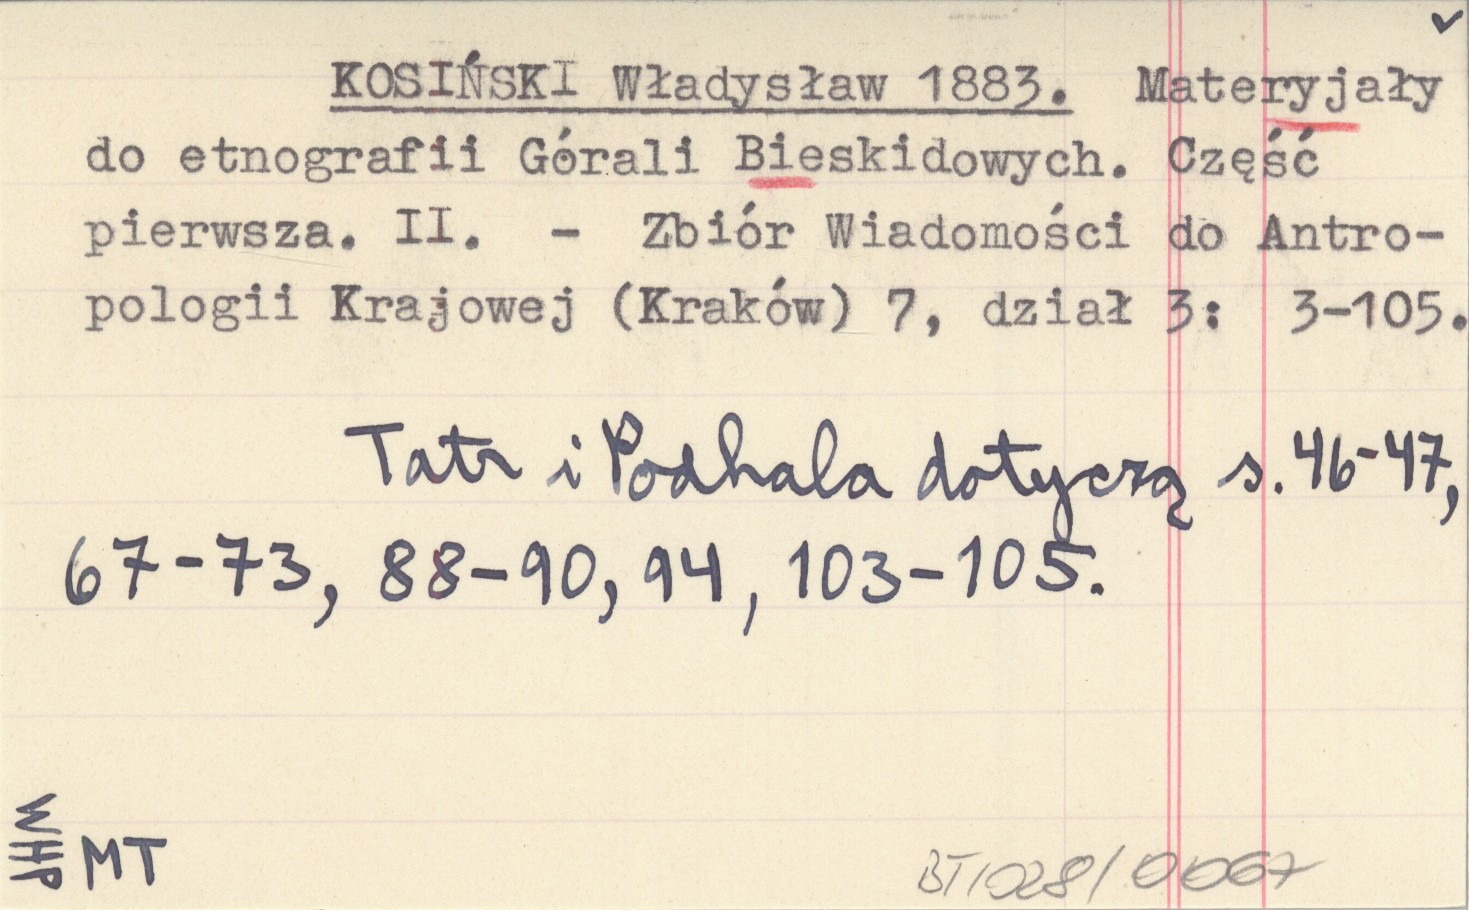 KOSIŃSKI Władysław 1883. Materyjały
do etnografii Górali Bieskidowych. Część
pierwsza. II. - Zbiór Wiadomości do Antro-
pologii Krajowej (Kraków) 7, dział 3: 3-105.
Tatr i Podhala dotyczą s. 46-47,
67-73, 88-90, 94, 103-105.
WHP
MT
BT/028/0067